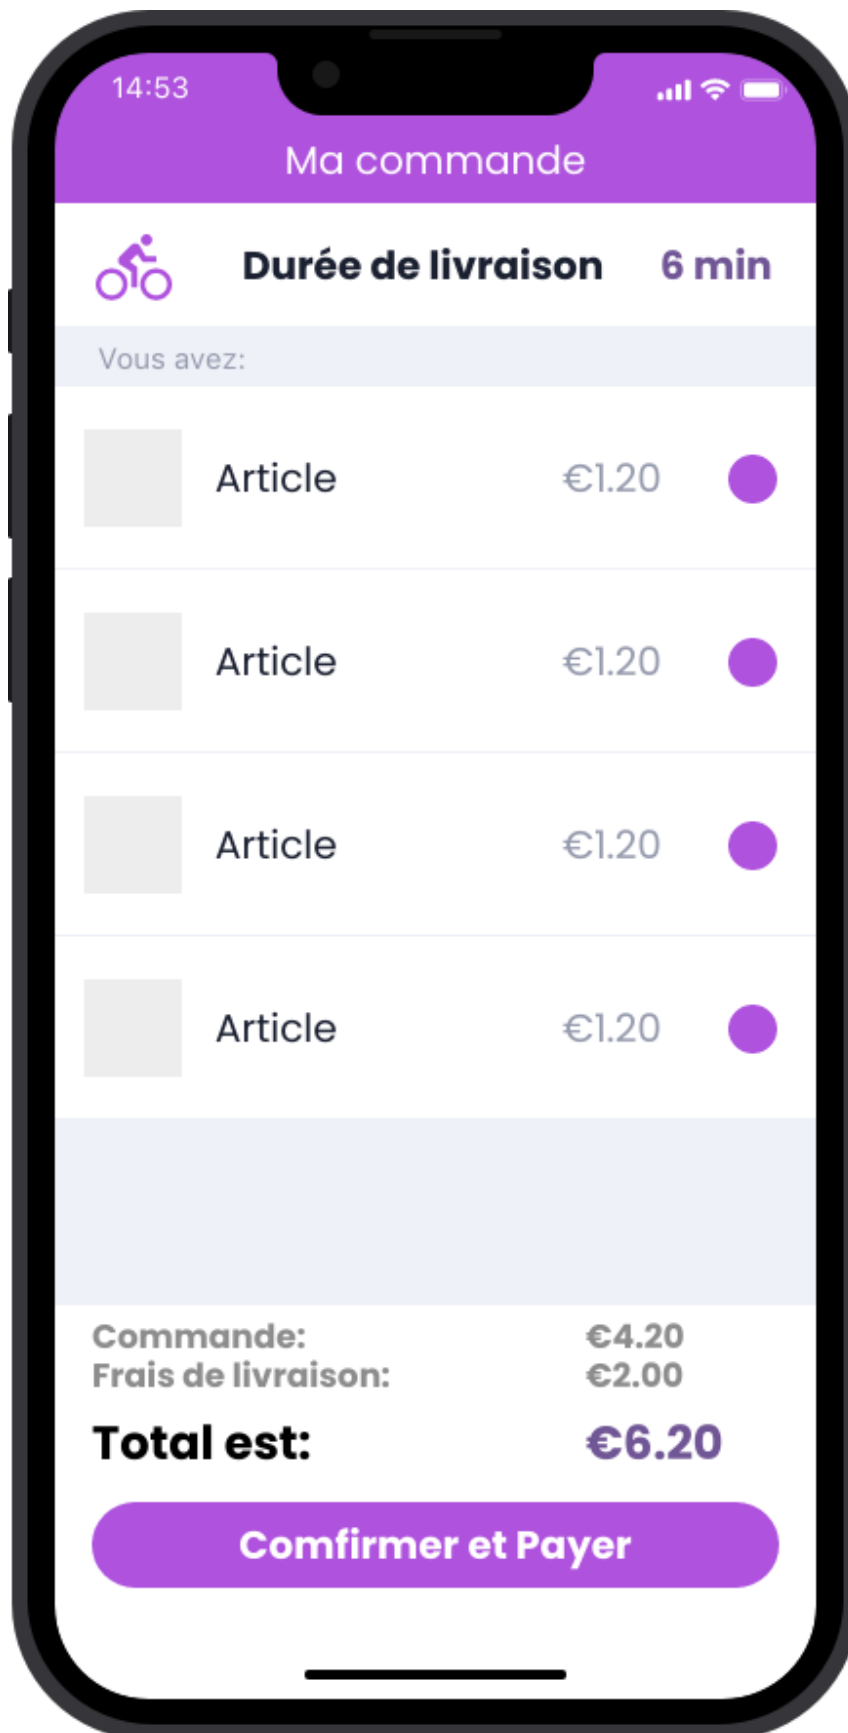 14:53
Ma commande
Durée de livraison 6 min
Vous avez:
Article €1.20
Article €1.20
Article €1.20
Article €1.20
Commande: €4.20
Frais de livraison: €2.00
Total est: €6.20
Comfirmer et Payer